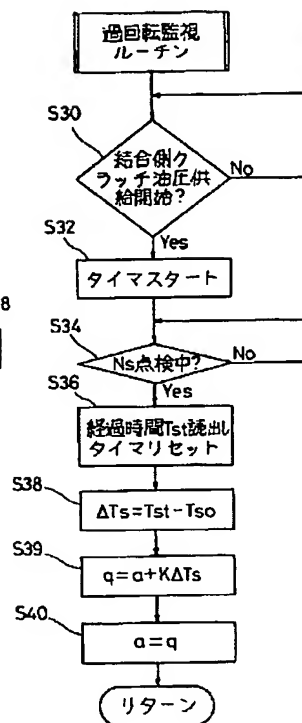 過回転監視
ルーチン
S30
結合側ク
ラッチ油圧供
給開始?
No
Yes
S32
タイマスタート
8
S34
Ns点検中?
No
Yes
S36
経過時間Tst読出し
タイマリセット
S38
ΔTs=Tst-Tso
S39
q=a+KΔTs
S40
a=q
リターン